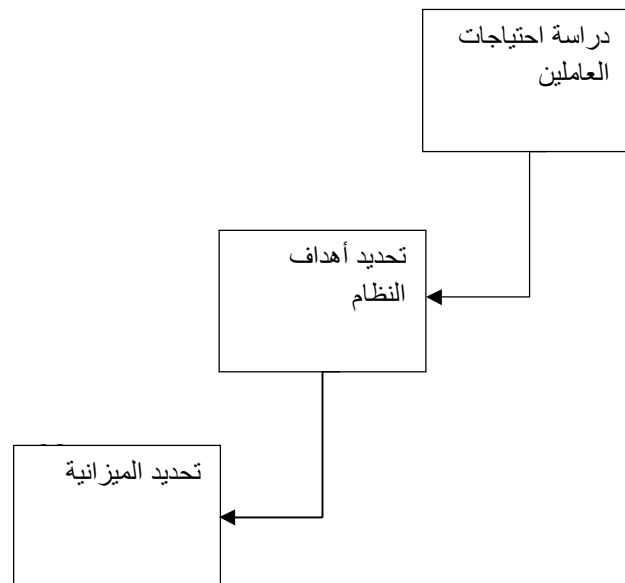 دراسة احتياجات
العاملين
تحديد أهداف
النظام
تحديد الميزانية